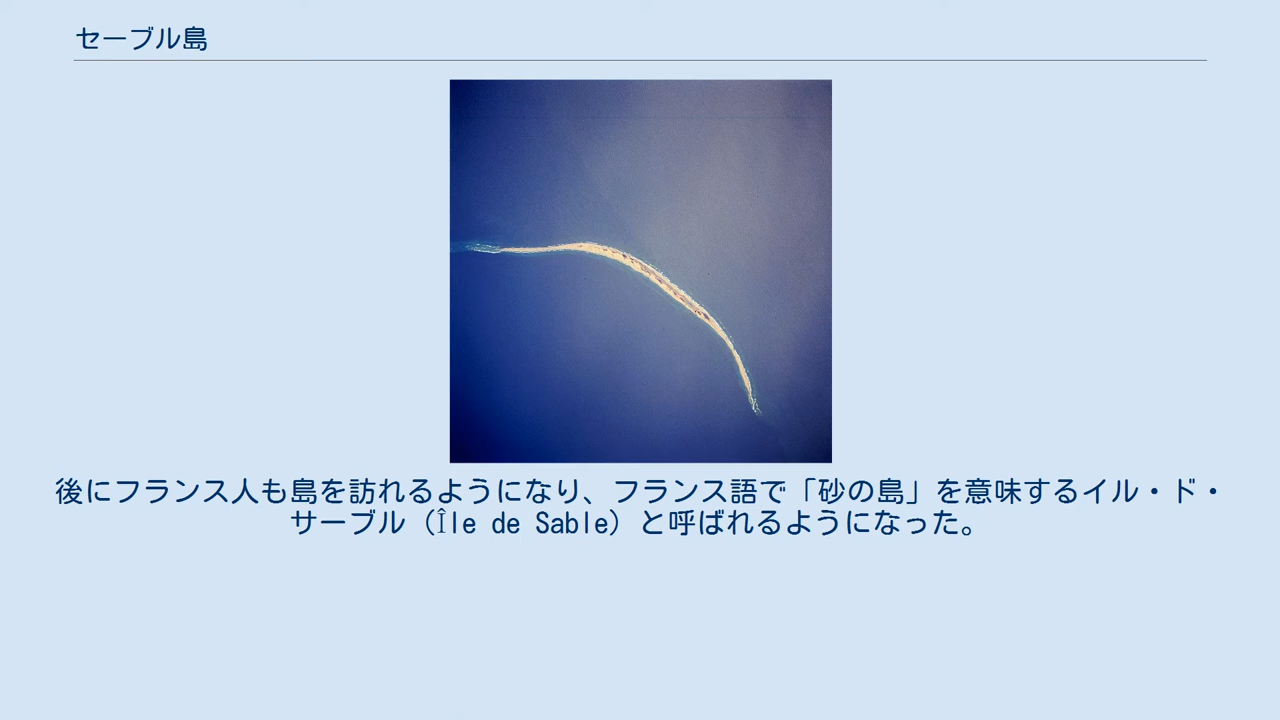 セーブル島
後にフランス人も島を訪れるようになり、フランス語で「砂の島」を意味するイル・ド・
サーブル（Île de Sable）と呼ばれるようになった。